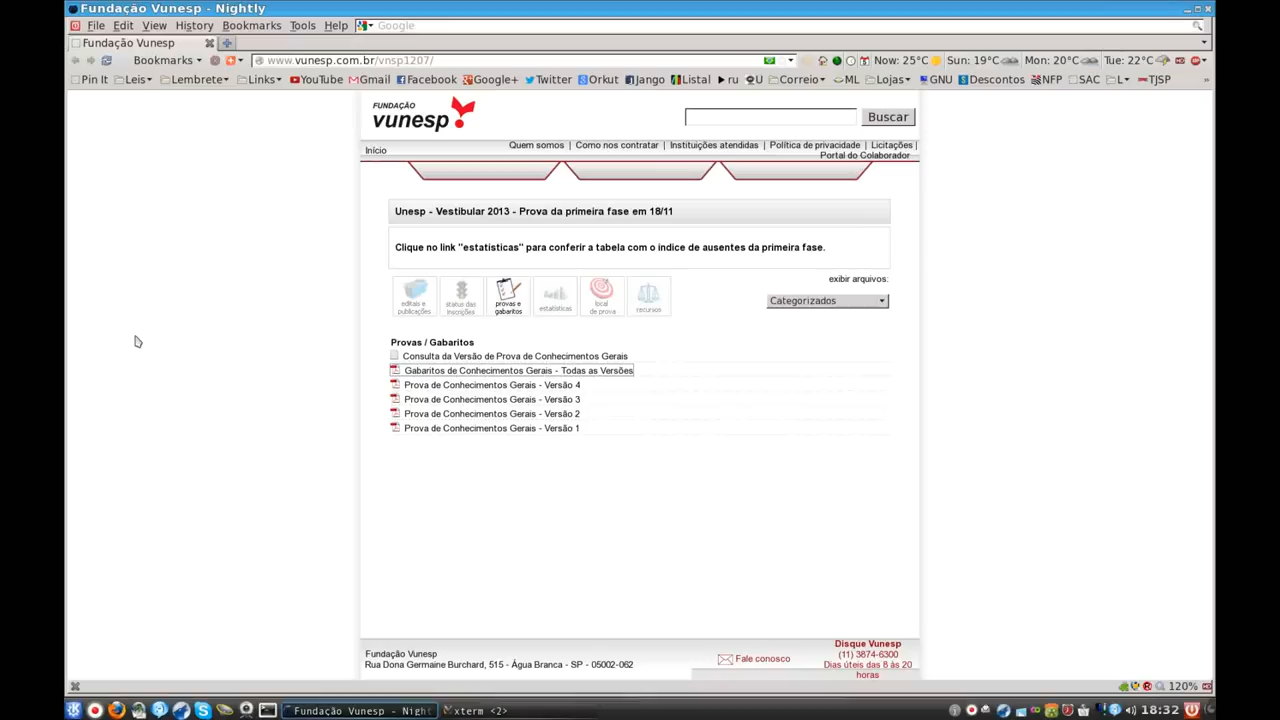 Fundação Vunesp - Nightly
File Edit View History Bookmarks Tools Help Google
Fundação Vunesp
Bookmarks www.vunesp.com.br/vnsp1207/ Now: 25°C Sun: 19°C Mon: 20°C Tue: 22°C
Pin It Leis Lembrete Links YouTube Gmail Facebook Google+ Twitter Orkut Jango Listal ru U Correio ML Lojas GNU Descontos NFP SAC L TJSP
FUNDAÇÃO
vunesp
Buscar
Quem somos | Como nos contratar | Instituições atendidas | Política de privacidade | Licitações |
Início
Portal do Colaborador
Unesp - Vestibular 2013 - Prova da primeira fase em 18/11
Clique no link "estatísticas" para conferir a tabela com o índice de ausentes da primeira fase.
editais e publicações
status das inscrições
provas e gabaritos
estatísticas
local de prova
recursos
exibir arquivos:
Categorizados
Provas / Gabaritos
Consulta da Versão de Prova de Conhecimentos Gerais
Gabaritos de Conhecimentos Gerais - Todas as Versões
Prova de Conhecimentos Gerais - Versão 4
Prova de Conhecimentos Gerais - Versão 3
Prova de Conhecimentos Gerais - Versão 2
Prova de Conhecimentos Gerais - Versão 1
Fundação Vunesp
Rua Dona Germaine Burchard, 515 - Água Branca - SP - 05002-062
Fale conosco
Disque Vunesp
(11) 3874-6300
Dias úteis das 8 às 20
horas
120%
Fundação Vunesp - Night
xterm <2>
18:32